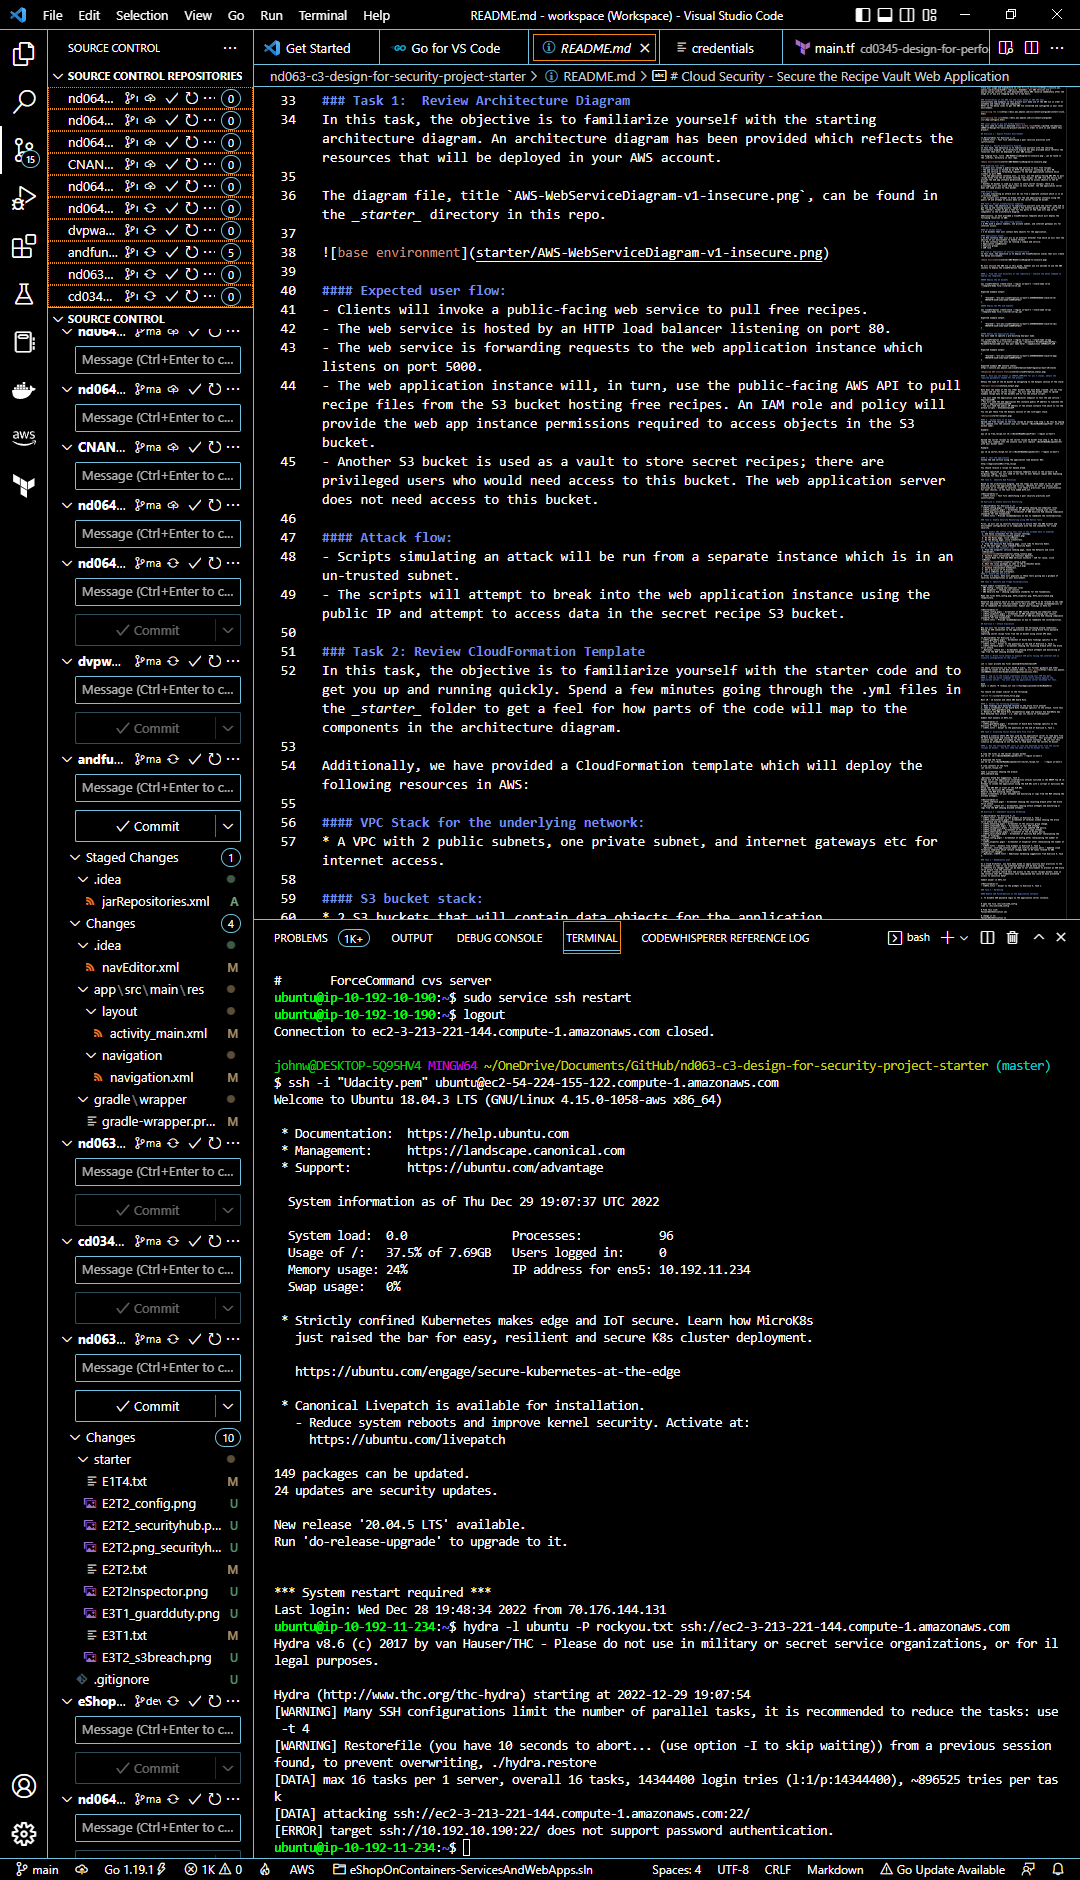 File Edit Selection View Go Run Terminal Help README.md - workspace (Workspace) - Visual Studio Code
SOURCE CONTROL
Get Started Go for VS Code README.md credentials main.tf cd0345-design-for-perfo
SOURCE CONTROL REPOSITORIES
nd063-c3-design-for-security-project-starter > README.md > # Cloud Security - Secure the Recipe Vault Web Application
nd064... 0
nd064... 0
nd064... 0
CNAN... 0
nd064... 0
nd064... 0
dvpwa... 0
andfun... 5
nd063... 0
cd034... 0
15
SOURCE CONTROL
nd064... ma
Message (Ctrl+Enter to c...
nd064... ma
Message (Ctrl+Enter to c...
CNAN... ma
Message (Ctrl+Enter to c...
nd064... ma
Message (Ctrl+Enter to c...
nd064... ma
Message (Ctrl+Enter to c...
Commit
dvpw... ma
Message (Ctrl+Enter to c...
Commit
andfu... ma
Message (Ctrl+Enter to c...
Commit
Staged Changes 1
.idea
jarRepositories.xml A
Changes 4
.idea
navEditor.xml M
app\src\main\res
layout
activity_main.xml M
navigation
navigation.xml M
gradle\wrapper
gradle-wrapper.pr... M
nd063... ma
Message (Ctrl+Enter to c...
Commit
cd034... ma
Message (Ctrl+Enter to c...
Commit
nd063... ma
Message (Ctrl+Enter to c...
Commit
Changes 10
starter
E1T4.txt M
E2T2_config.png U
E2T2_securityhub.p... U
E2T2.png_securityh... U
E2T2.txt M
E2T2Inspector.png U
E3T1_guardduty.png U
E3T1.txt M
E3T2_s3breach.png U
.gitignore U
eShop... dev
Message (Ctrl+Enter to c...
Commit
nd064... ma
Message (Ctrl+Enter to c...
aws
33 ### Task 1:  Review Architecture Diagram
34 In this task, the objective is to familiarize yourself with the starting
architecture diagram. An architecture diagram has been provided which reflects the
resources that will be deployed in your AWS account.
35
36 The diagram file, title `AWS-WebServiceDiagram-v1-insecure.png`, can be found in
the _starter_ directory in this repo.
37
38 ![base environment](starter/AWS-WebServiceDiagram-v1-insecure.png)
39
40 #### Expected user flow:
41 - Clients will invoke a public-facing web service to pull free recipes.
42 - The web service is hosted by an HTTP load balancer listening on port 80.
43 - The web service is forwarding requests to the web application instance which
listens on port 5000.
44 - The web application instance will, in turn, use the public-facing AWS API to pull
recipe files from the S3 bucket hosting free recipes. An IAM role and policy will
provide the web app instance permissions required to access objects in the S3
bucket.
45 - Another S3 bucket is used as a vault to store secret recipes; there are
privileged users who would need access to this bucket. The web application server
does not need access to this bucket.
46
47 #### Attack flow:
48 - Scripts simulating an attack will be run from a separate instance which is in an
un-trusted subnet.
49 - The scripts will attempt to break into the web application instance using the
public IP and attempt to access data in the secret recipe S3 bucket.
50
51 ### Task 2: Review CloudFormation Template
52 In this task, the objective is to familiarize yourself with the starter code and to
get you up and running quickly. Spend a few minutes going through the .yml files in
the _starter_ folder to get a feel for how parts of the code will map to the
components in the architecture diagram.
53
54 Additionally, we have provided a CloudFormation template which will deploy the
following resources in AWS:
55
56 #### VPC Stack for the underlying network:
57 * A VPC with 2 public subnets, one private subnet, and internet gateways etc for
internet access.
58
59 #### S3 bucket stack:
60 * 2 S3 buckets that will contain data objects for the application
PROBLEMS 1K+ OUTPUT DEBUG CONSOLE TERMINAL CODEWHISPERER REFERENCE LOG bash
#       ForceCommand cvs server
ubuntu@ip-10-192-10-190:~$ sudo service ssh restart
ubuntu@ip-10-192-10-190:~$ logout
Connection to ec2-3-213-221-144.compute-1.amazonaws.com closed.
johnw@DESKTOP-5Q95HV4 MINGW64 ~/OneDrive/Documents/GitHub/nd063-c3-design-for-security-project-starter (master)
$ ssh -i "Udacity.pem" ubuntu@ec2-54-224-155-122.compute-1.amazonaws.com
Welcome to Ubuntu 18.04.3 LTS (GNU/Linux 4.15.0-1058-aws x86_64)
* Documentation:  https://help.ubuntu.com
* Management:     https://landscape.canonical.com
* Support:        https://ubuntu.com/advantage
System information as of Thu Dec 29 19:07:37 UTC 2022
System load:  0.0               Processes:           96
Usage of /:   37.5% of 7.69GB   Users logged in:     0
Memory usage: 24%               IP address for ens5: 10.192.11.234
Swap usage:   0%
* Strictly confined Kubernetes makes edge and IoT secure. Learn how MicroK8s
just raised the bar for easy, resilient and secure K8s cluster deployment.
https://ubuntu.com/engage/secure-kubernetes-at-the-edge
* Canonical Livepatch is available for installation.
- Reduce system reboots and improve kernel security. Activate at:
https://ubuntu.com/livepatch
149 packages can be updated.
24 updates are security updates.
New release '20.04.5 LTS' available.
Run 'do-release-upgrade' to upgrade to it.
*** System restart required ***
Last login: Wed Dec 28 19:48:34 2022 from 70.176.144.131
ubuntu@ip-10-192-11-234:~$ hydra -l ubuntu -P rockyou.txt ssh://ec2-3-213-221-144.compute-1.amazonaws.com
Hydra v8.6 (c) 2017 by van Hauser/THC - Please do not use in military or secret service organizations, or for il
legal purposes.
Hydra (http://www.thc.org/thc-hydra) starting at 2022-12-29 19:07:54
[WARNING] Many SSH configurations limit the number of parallel tasks, it is recommended to reduce the tasks: use
-t 4
[WARNING] Restorefile (you have 10 seconds to abort... (use option -I to skip waiting)) from a previous session
found, to prevent overwriting, ./hydra.restore
[DATA] max 16 tasks per 1 server, overall 16 tasks, 14344400 login tries (l:1/p:14344400), ~896525 tries per tas
k
[DATA] attacking ssh://ec2-3-213-221-144.compute-1.amazonaws.com:22/
[ERROR] target ssh://10.192.10.190:22/ does not support password authentication.
ubuntu@ip-10-192-11-234:~$
main Go 1.19.1 1K 0 AWS eShopOnContainers-ServicesAndWebApps.sln Spaces: 4 UTF-8 CRLF Markdown Go Update Available